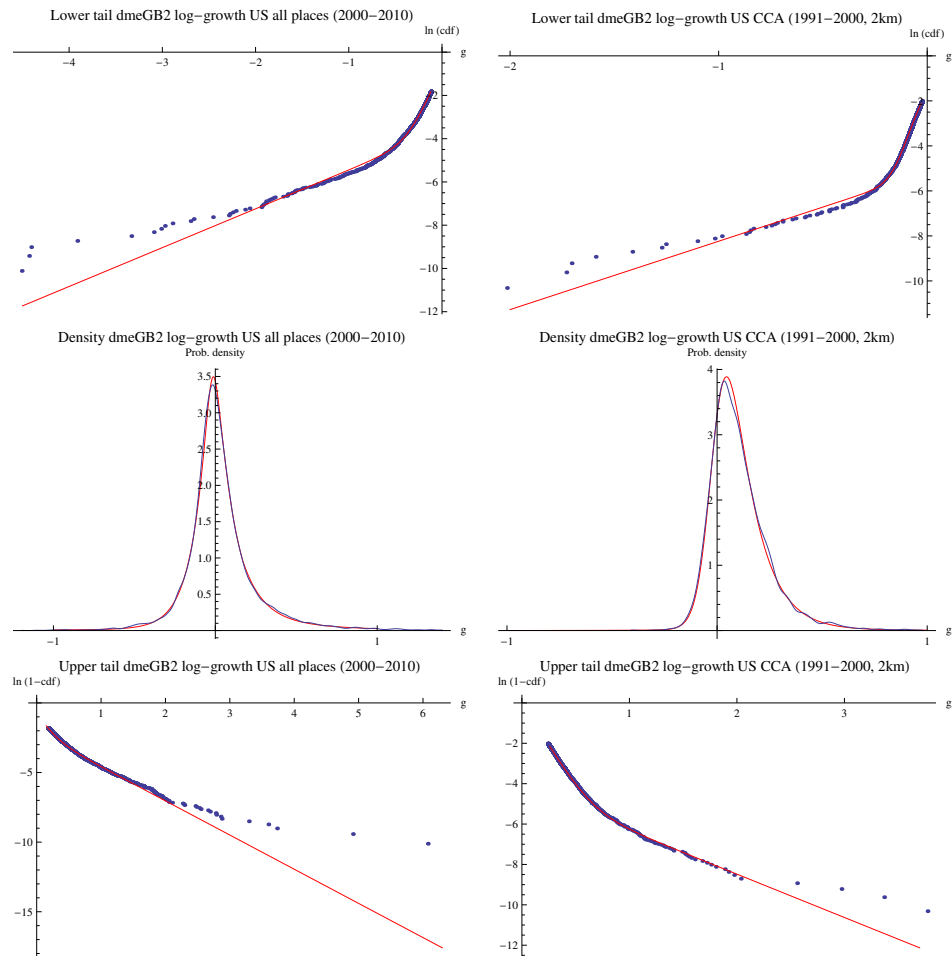 Lower tail dmeGB2 log−growth US all places (2000−2010)
ln (cdf)
g
−4 −3 −2 −1
−2
−4
−6
−8
−10
−12
Lower tail dmeGB2 log−growth US CCA (1991−2000, 2km)
ln (cdf)
g
−2 −1
−2
−4
−6
−8
−10
Density dmeGB2 log−growth US all places (2000−2010)
Prob. density
3.5
3.0
2.5
2.0
1.5
1.0
0.5
−1 1
g
Density dmeGB2 log−growth US CCA (1991−2000, 2km)
Prob. density
4
3
2
1
−1 1
g
Upper tail dmeGB2 log−growth US all places (2000−2010)
ln (1−cdf)
1 2 3 4 5 6
g
−5
−10
−15
Upper tail dmeGB2 log−growth US CCA (1991−2000, 2km)
ln (1−cdf)
1 2 3
g
−2
−4
−6
−8
−10
−12